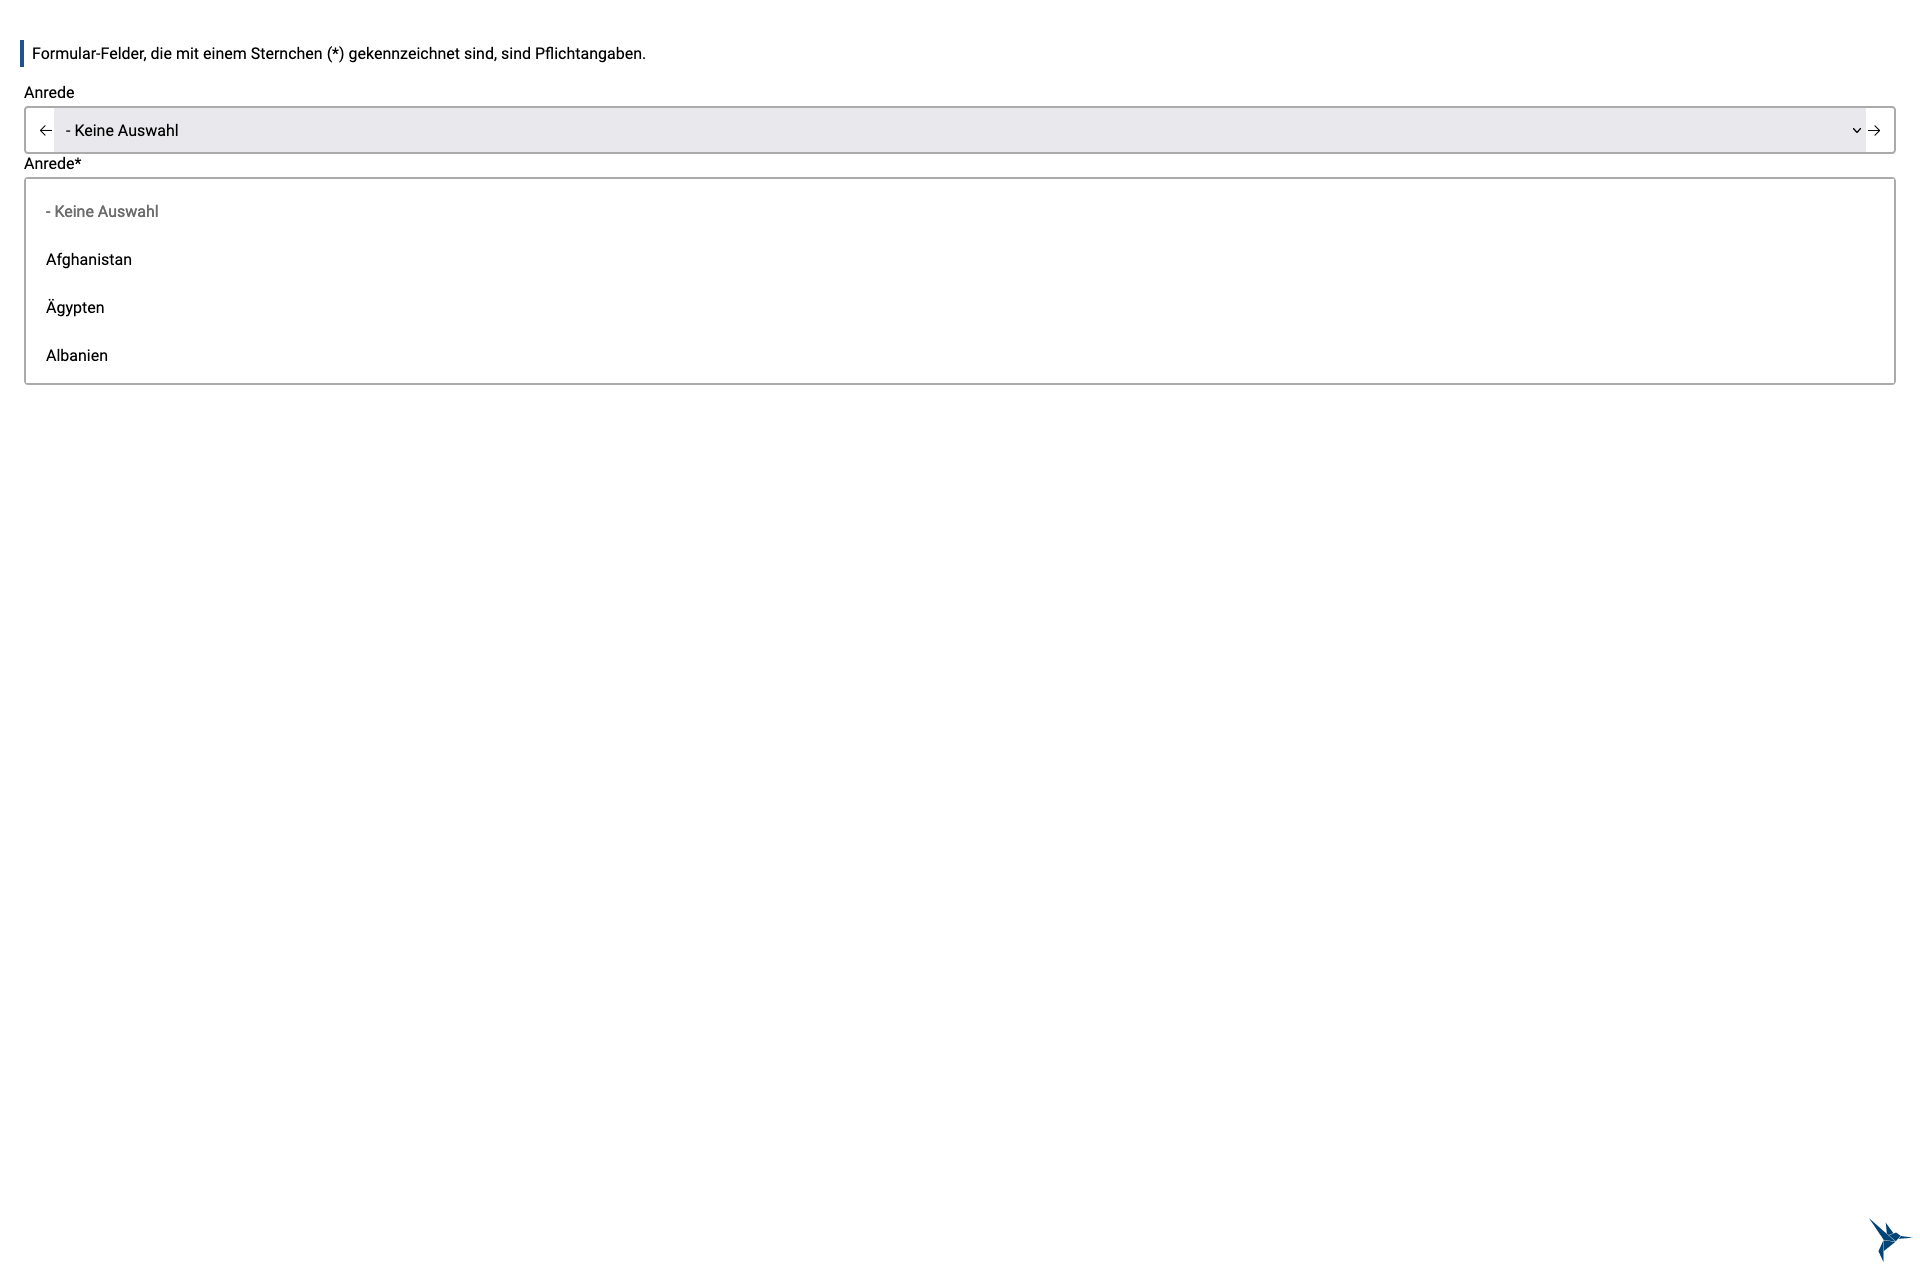 Formular-Felder, die mit einem Sternchen (*) gekennzeichnet sind, sind Pflichtangaben.
Anrede
- Keine Auswahl
Anrede*
- Keine Auswahl
Afghanistan
Ägypten
Albanien